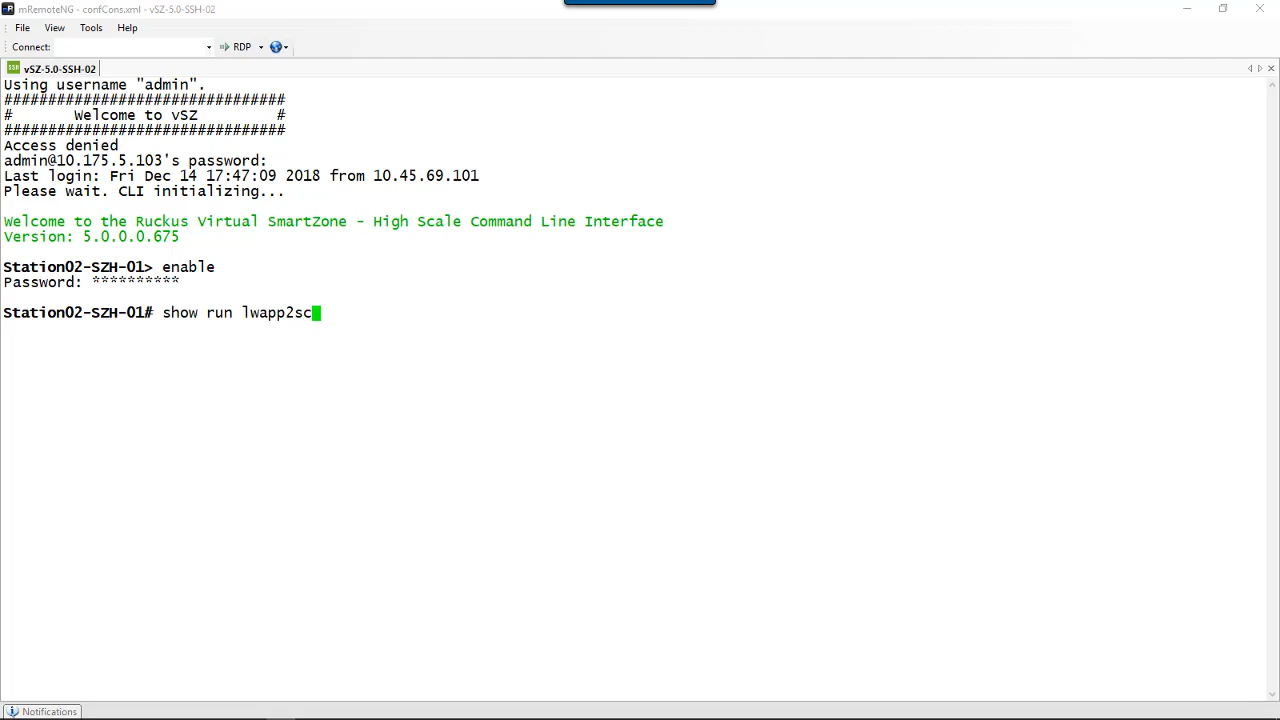 mRemoteNG - confCons.xml - vSZ-5.0-SSH-02
File View Tools Help
Connect: RDP
SSH vSZ-5.0-SSH-02
Using username "admin".
################################
# Welcome to vSZ #
################################
Access denied
admin@10.175.5.103's password:
Last login: Fri Dec 14 17:47:09 2018 from 10.45.69.101
Please wait. CLI initializing...
Welcome to the Ruckus Virtual SmartZone - High Scale Command Line Interface
Version: 5.0.0.0.675
Station02-SZH-01> enable
Password: **********
Station02-SZH-01# show run lwapp2sc
Notifications